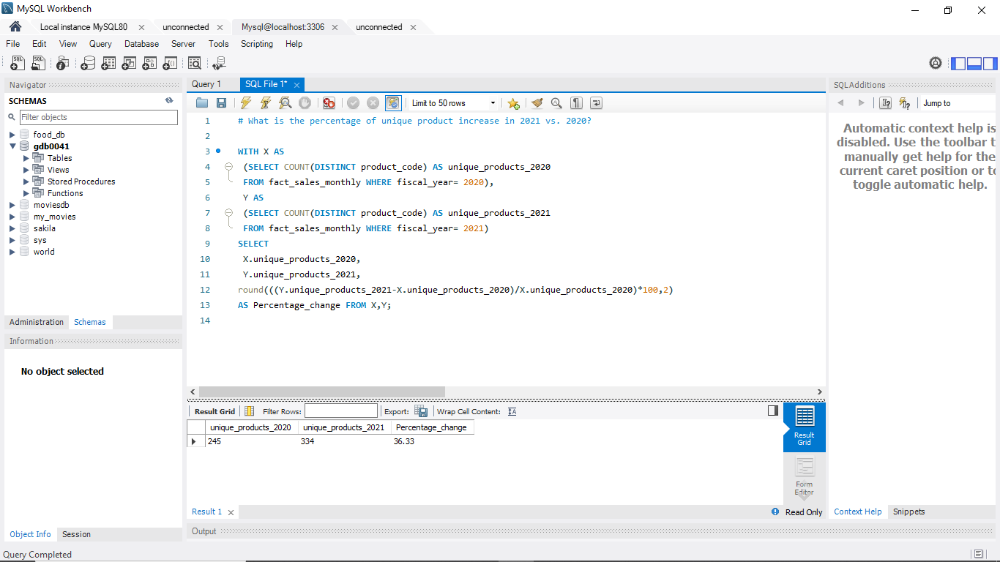 MySQL Workbench
Local instance MySQL80 unconnected Mysql@localhost:3306 unconnected
File Edit View Query Database Server Tools Scripting Help
Navigator
SCHEMAS
Filter objects
food_db
gdb0041
Tables
Views
Stored Procedures
Functions
moviesdb
my_movies
sakila
sys
world
Administration Schemas
Information
No object selected
Object Info Session
Query 1 SQL File 1*
Limit to 50 rows
1 # What is the percentage of unique product increase in 2021 vs. 2020?
2
3 WITH X AS
4 (SELECT COUNT(DISTINCT product_code) AS unique_products_2020
5 FROM fact_sales_monthly WHERE fiscal_year= 2020),
6 Y AS
7 (SELECT COUNT(DISTINCT product_code) AS unique_products_2021
8 FROM fact_sales_monthly WHERE fiscal_year= 2021)
9 SELECT
10 X.unique_products_2020,
11 Y.unique_products_2021,
12 round(((Y.unique_products_2021-X.unique_products_2020)/X.unique_products_2020)*100,2)
13 AS Percentage_change FROM X,Y;
14
Result Grid Filter Rows: Export: Wrap Cell Content:
unique_products_2020 unique_products_2021 Percentage_change
245 334 36.33
Result Grid
Form Editor
Result 1 Read Only
Output
SQLAdditions
Jump to
Automatic context help is
disabled. Use the toolbar t
manually get help for the
current caret position or to
toggle automatic help.
Context Help Snippets
Query Completed